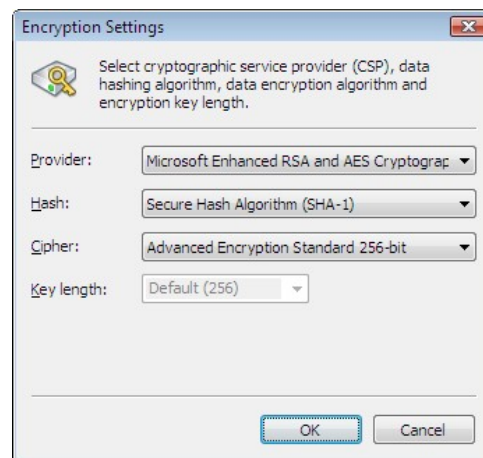 Encryption Settings
Select cryptographic service provider (CSP), data
hashing algorithm, data encryption algorithm and
encryption key length.
Provider: Microsoft Enhanced RSA and AES Cryptograp
Hash: Secure Hash Algorithm (SHA-1)
Cipher: Advanced Encryption Standard 256-bit
Key length: Default (256)
OK Cancel